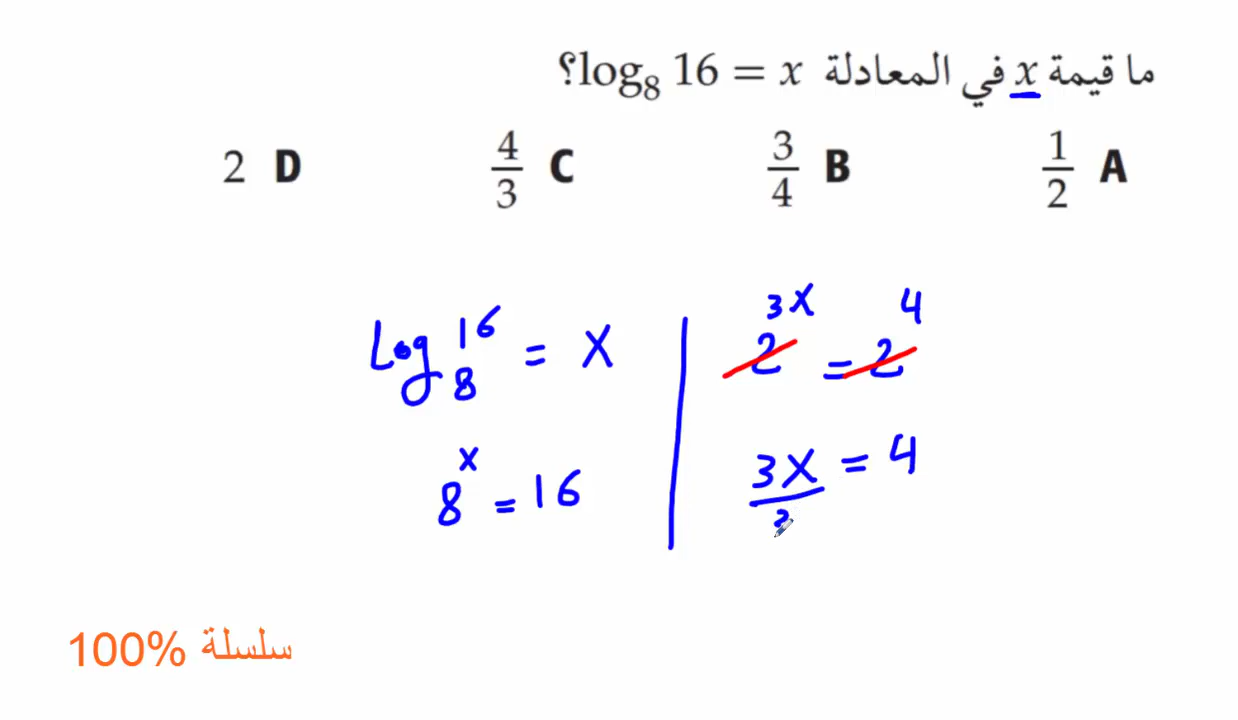 ما قيمة x في المعادلة log₈ 16 = x؟
A 1/2 B 3/4 C 4/3 D 2
Log₈ 16 = X
8^x = 16
2^3X = 2^4
3X = 4
سلسلة 100%